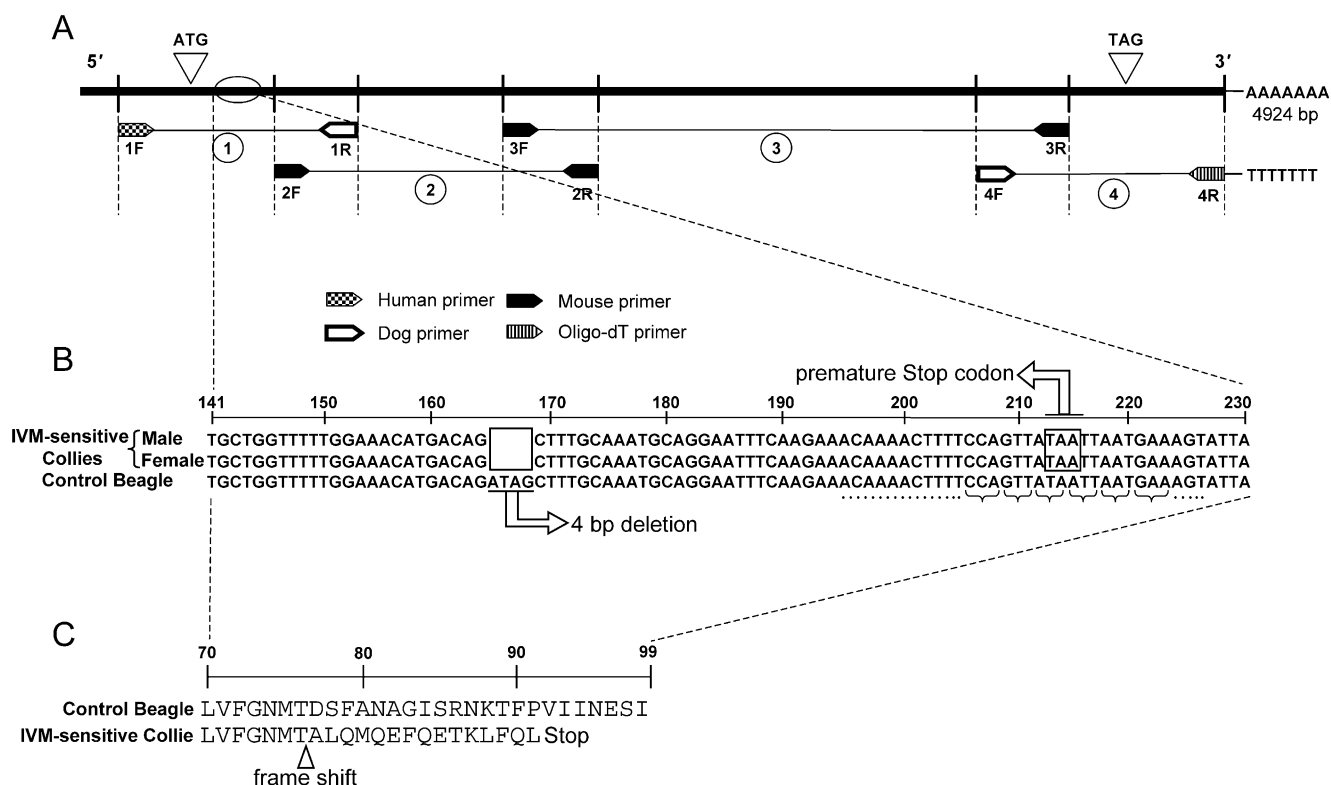 A
ATG
TAG
5′
3′
AAAAAAA
4924 bp
1F
1
1R
3F
3
3R
2F
2
2R
4F
4
4R
TTTTTTT
Human primer
Mouse primer
Dog primer
Oligo-dT primer
B
premature Stop codon
141 150 160 170 180 190 200 210 220 230
IVM-sensitive Collies
Male TGCTGGTTTTTGGAAACATGACAG CTTTGCAAATGCAGGAATTTCAAGAAACAAAACTTTTCCAGTTATAATTAATGAAAGTATTA
Female TGCTGGTTTTTGGAAACATGACAG CTTTGCAAATGCAGGAATTTCAAGAAACAAAACTTTTCCAGTTATAATTAATGAAAGTATTA
Control Beagle TGCTGGTTTTTGGAAACATGACAGATAGCTTTGCAAATGCAGGAATTTCAAGAAACAAAACTTTTCCAGTTATAATTAATGAAAGTATTA
4 bp deletion
C
70 80 90 99
Control Beagle LVFGNMTDSFANAGISRNKTFPVIINESI
IVM-sensitive Collie LVFGNMTALQMQEFQETKLFQLStop
frame shift